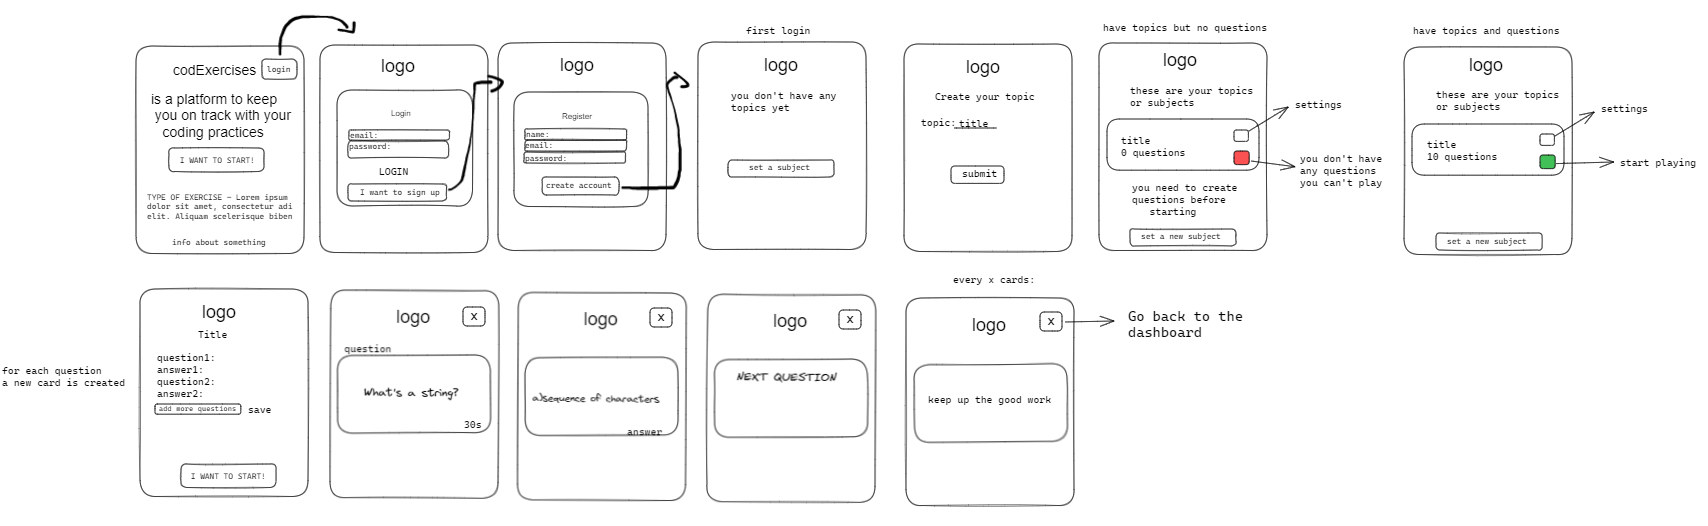 codExercises
login
is a platform to keep
you on track with your
coding practices
I WANT TO START!
TYPE OF EXERCISE - Lorem ipsum
dolor sit amet, consectetur adi
elit. Aliquam scelerisque biben
info about something
logo
Login
email:
password:
LOGIN
I want to sign up
logo
Register
name:
email:
password:
create account
first login
logo
you don't have any
topics yet
set a subject
logo
Create your topic
topic: title
submit
have topics but no questions
logo
these are your topics
or subjects
title
0 questions
settings
you don't have
any questions
you can't play
you need to create
questions before
starting
set a new subject
have topics and questions
logo
these are your topics
or subjects
title
10 questions
settings
start playing
set a new subject
for each question
a new card is created
logo
Title
question1:
answer1:
question2:
answer2:
add more questions save
I WANT TO START!
logo
X
question
What's a string?
30s
logo
X
a)sequence of characters
answer
logo
X
NEXT QUESTION
every x cards:
logo
X
Go back to the
dashboard
keep up the good work